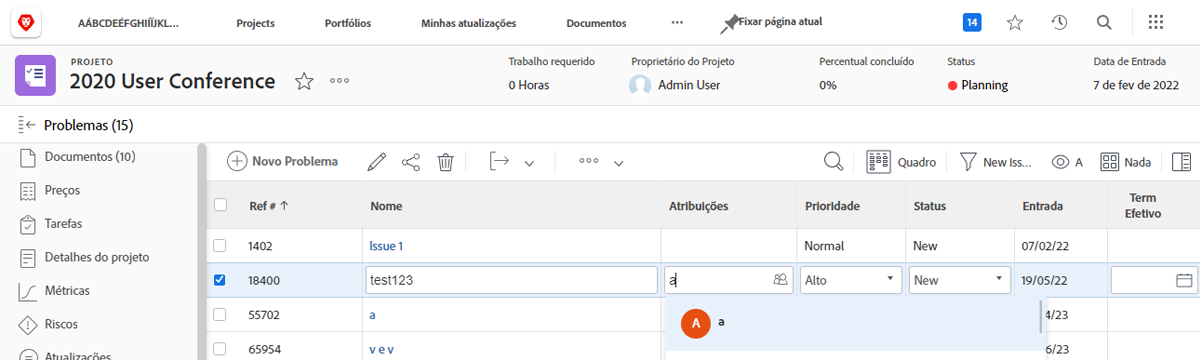 AÁBCDEÉFGHIÍJKL... Projects Portfólios Minhas atualizações Documentos Fixar página atual 14
PROJETO
2020 User Conference
Trabalho requerido Proprietário do Projeto Percentual concluído Status Data de Entrada
0 Horas Admin User 0% Planning 7 de fev de 2022
Problemas (15)
Documentos (10)
Preços
Tarefas
Detalhes do projeto
Métricas
Riscos
Atualizações
Novo Problema Quadro New Iss... A Nada
Ref # ↑ Nome Atribuições Prioridade Status Entrada Term Efetivo
1402 Issue 1 Normal New 07/02/22
18400 test123 a Alto New 19/05/22
55702 a 4/23
A a
65954 v e v 6/23